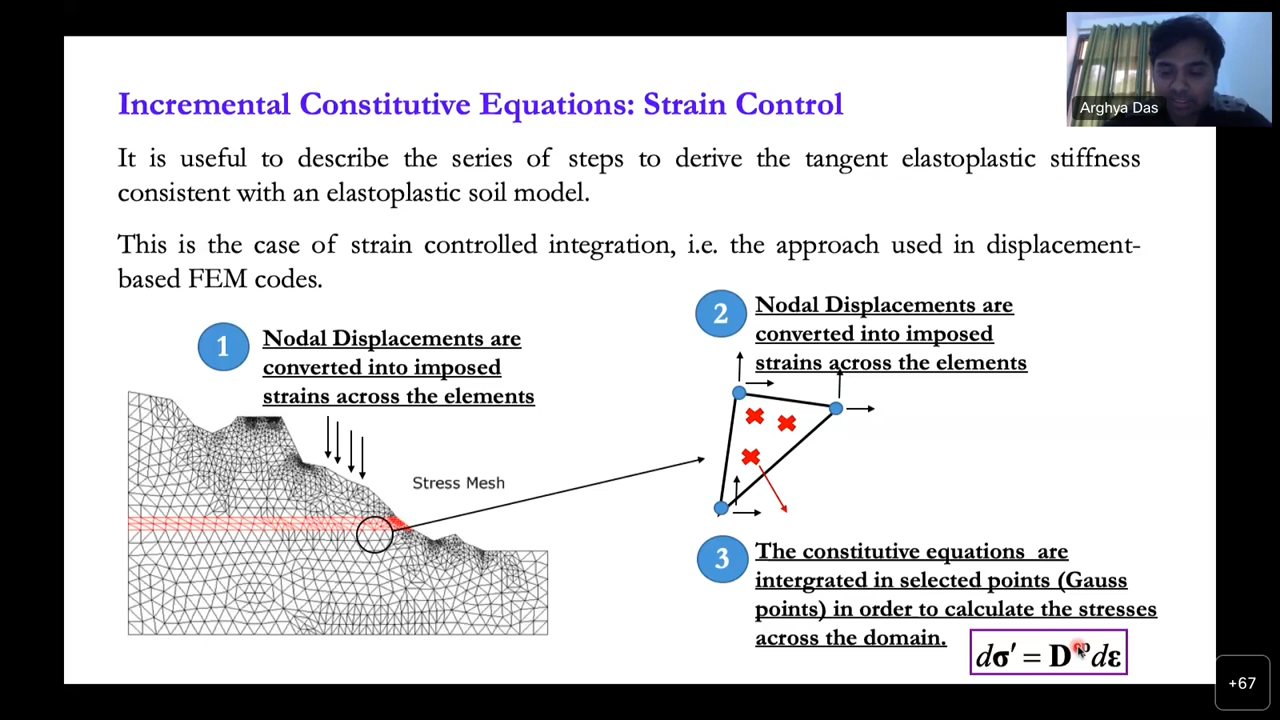 Arghya Das
Incremental Constitutive Equations: Strain Control
It is useful to describe the series of steps to derive the tangent elastoplastic stiffness
consistent with an elastoplastic soil model.
This is the case of strain controlled integration, i.e. the approach used in displacement-
based FEM codes.
1
Nodal Displacements are
converted into imposed
strains across the elements
Stress Mesh
2
Nodal Displacements are
converted into imposed
strains across the elements
3
The constitutive equations are
intergrated in selected points (Gauss
points) in order to calculate the stresses
across the domain.
dσ′ = D dε
+67